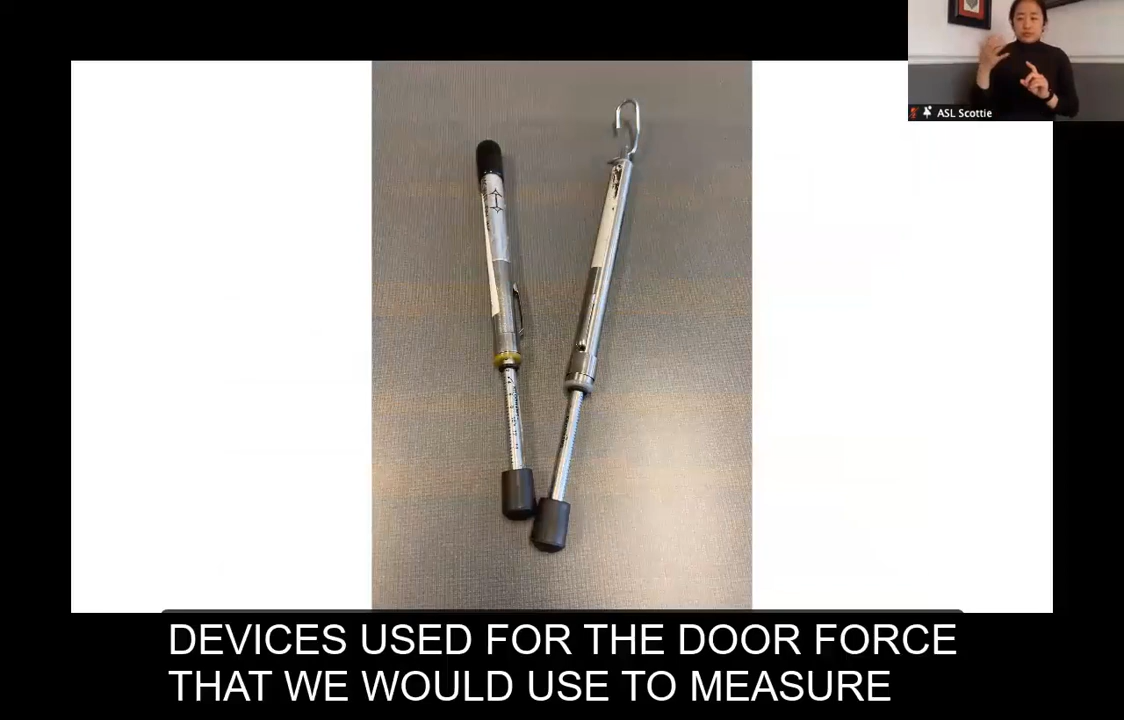 ASL Scottie
DEVICES USED FOR THE DOOR FORCE
THAT WE WOULD USE TO MEASURE